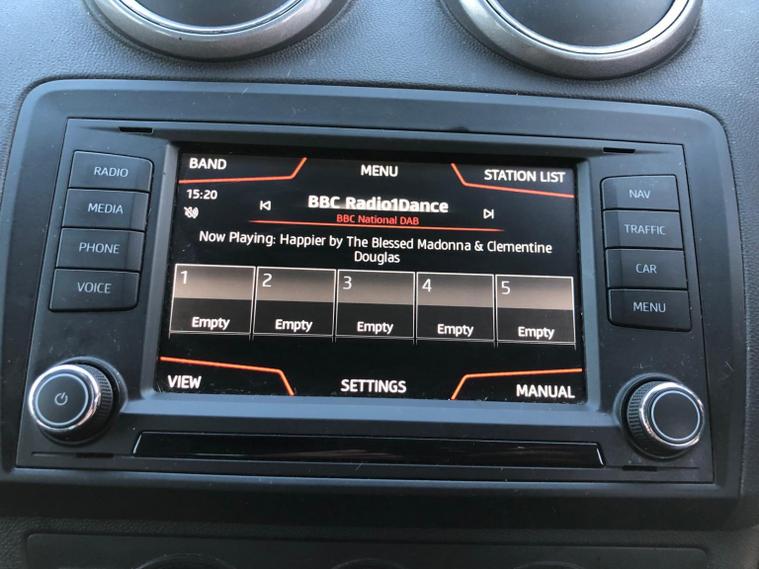 RADIO
MEDIA
PHONE
VOICE
BAND
MENU
STATION LIST
15:20
BBC Radio1Dance
BBC National DAB
Now Playing: Happier by The Blessed Madonna & Clementine
Douglas
1 2 3 4 5
Empty Empty Empty Empty Empty
VIEW
SETTINGS
MANUAL
NAV
TRAFFIC
CAR
MENU